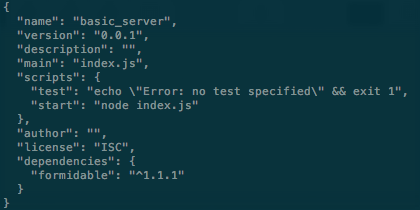 {
  "name": "basic_server",
  "version": "0.0.1",
  "description": "",
  "main": "index.js",
  "scripts": {
    "test": "echo \"Error: no test specified\" && exit 1",
    "start": "node index.js"
  },
  "author": "",
  "license": "ISC",
  "dependencies": {
    "formidable": "^1.1.1"
  }
}